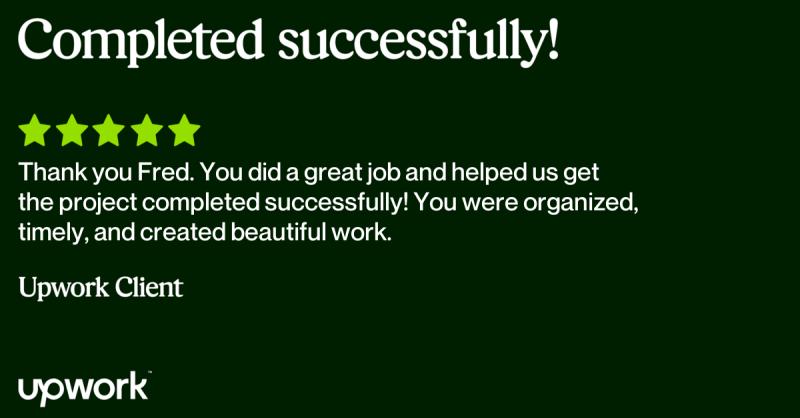 Completed successfully!
Thank you Fred. You did a great job and helped us get
the project completed successfully! You were organized,
timely, and created beautiful work.
Upwork Client
upwork™